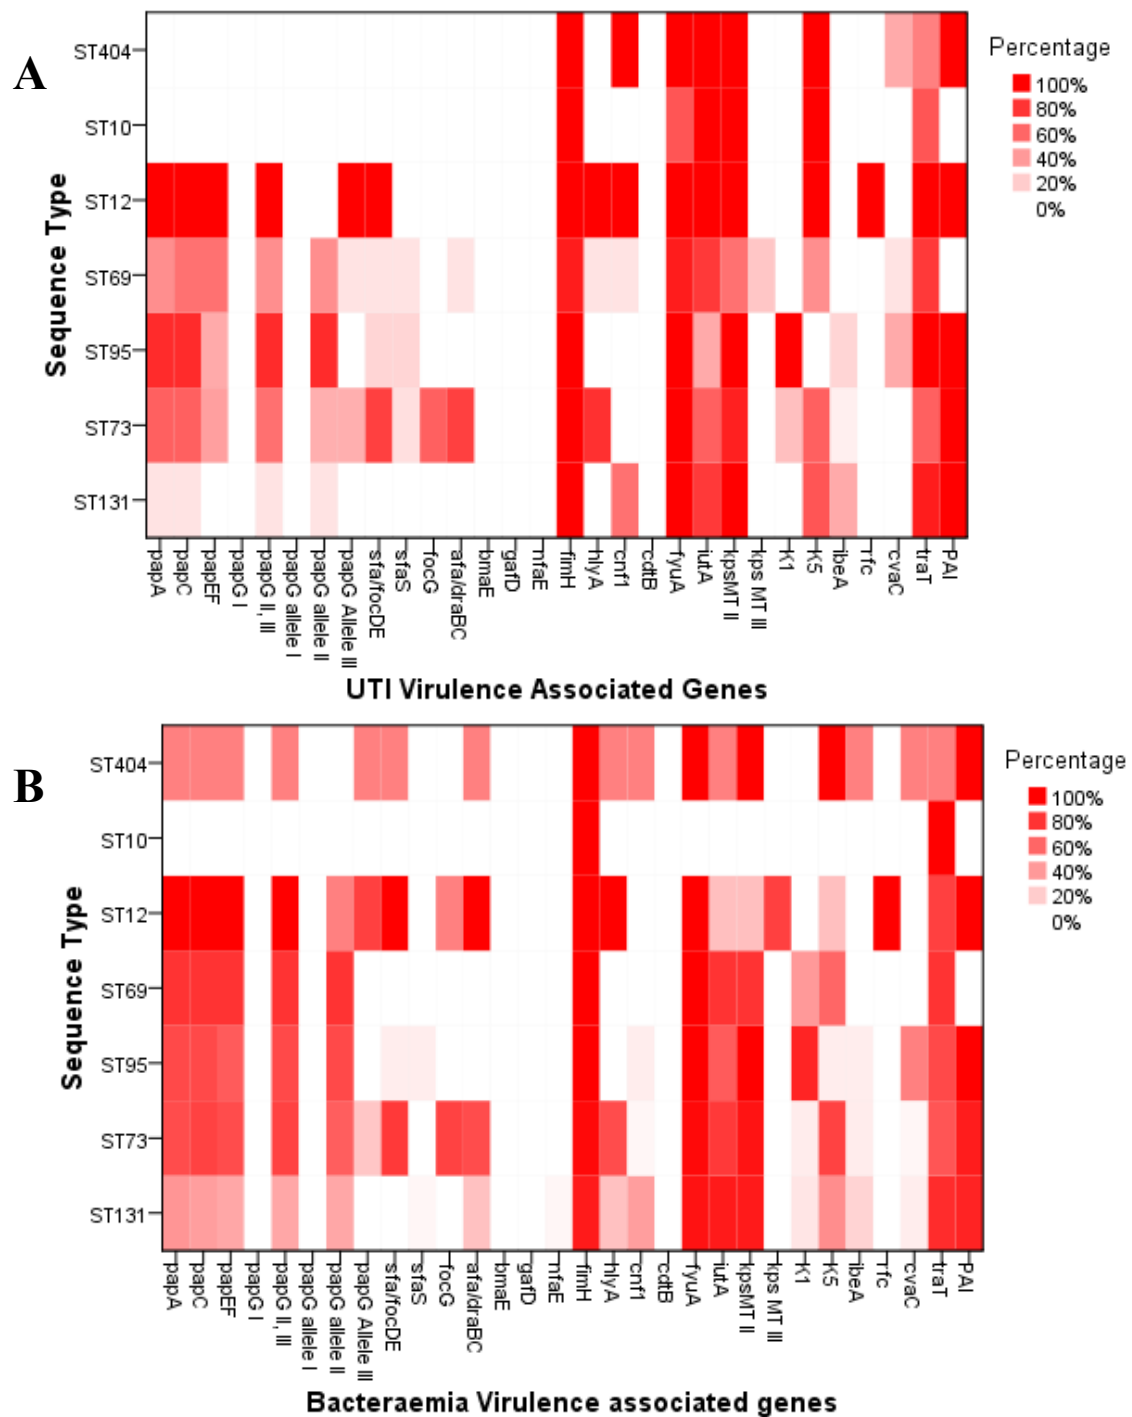 A
Sequence Type
ST404
ST10
ST12
ST69
ST95
ST73
ST131
Percentage
100%
80%
60%
40%
20%
0%
papA
papC
papEF
papG I
papG II, III
papG allele I
papG allele II
papG Allele III
sfa/focDE
sfaS
focG
afa/draBC
bmaE
gafD
nfaE
fimH
hlyA
cnf1
cdtB
fyuA
iutA
kpsMT II
kps MT III
K1
K5
ibeA
rfc
cvaC
traT
PAI
UTI Virulence Associated Genes
B
Sequence Type
ST404
ST10
ST12
ST69
ST95
ST73
ST131
Percentage
100%
80%
60%
40%
20%
0%
papA
papC
papEF
papG I
papG II, III
papG allele I
papG allele II
papG Allele III
sfa/focDE
sfaS
focG
afa/draBC
bmaE
gafD
nfaE
fimH
hlyA
cnf1
cdtB
fyuA
iutA
kpsMT II
kps MT III
K1
K5
ibeA
rfc
cvaC
traT
PAI
Bacteraemia Virulence associated genes